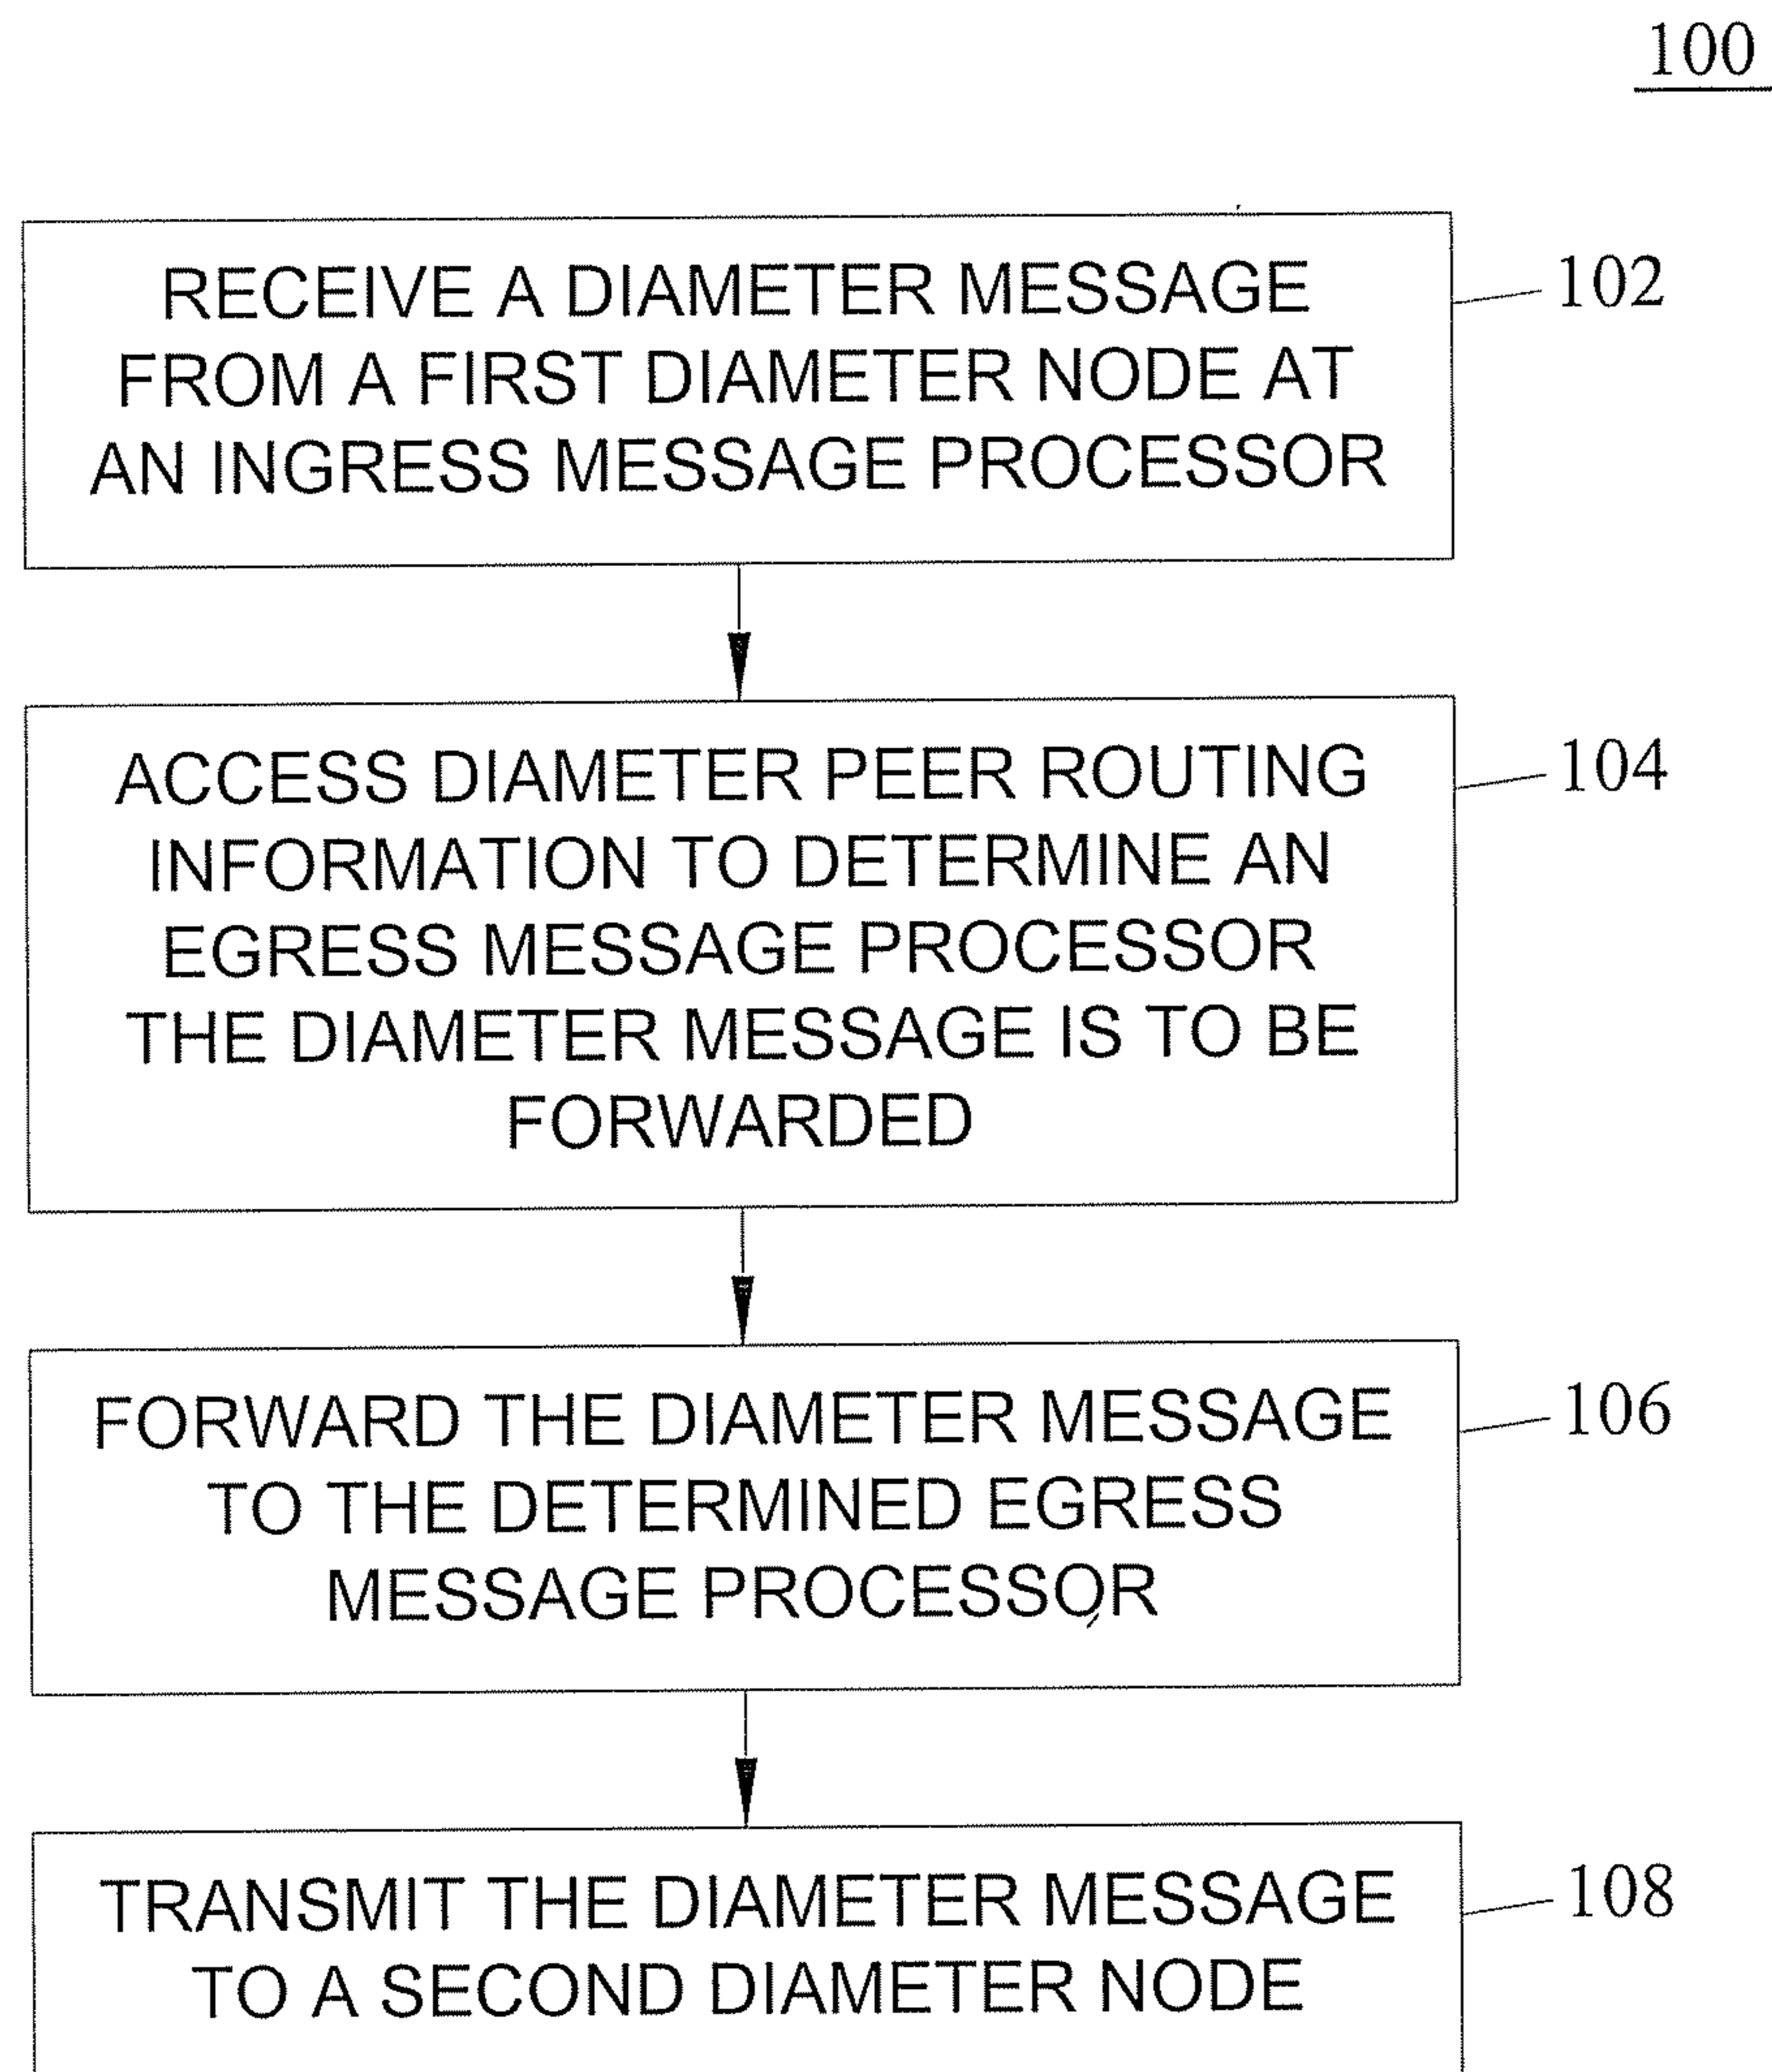 100
RECEIVE A DIAMETER MESSAGE
FROM A FIRST DIAMETER NODE AT
AN INGRESS MESSAGE PROCESSOR
102
ACCESS DIAMETER PEER ROUTING
INFORMATION TO DETERMINE AN
EGRESS MESSAGE PROCESSOR
THE DIAMETER MESSAGE IS TO BE
FORWARDED
104
FORWARD THE DIAMETER MESSAGE
TO THE DETERMINED EGRESS
MESSAGE PROCESSOR
106
TRANSMIT THE DIAMETER MESSAGE
TO A SECOND DIAMETER NODE
108